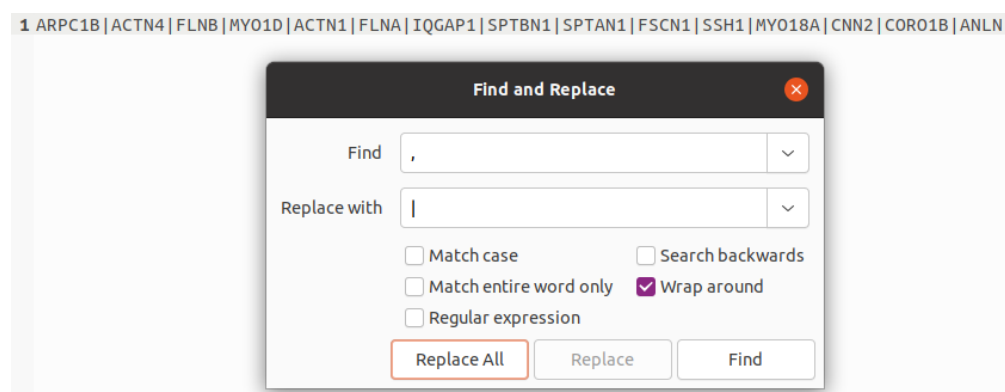 1 ARPC1B|ACTN4|FLNB|MYO1D|ACTN1|FLNA|IQGAP1|SPTBN1|SPTAN1|FSCN1|SSH1|MYO18A|CNN2|CORO1B|ANLN
Find and Replace
Find ,
Replace with |
Match case Search backwards
Match entire word only Wrap around
Regular expression
Replace All Replace Find